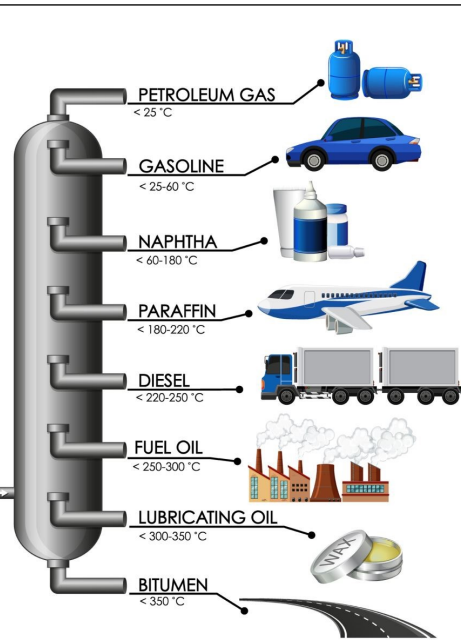 PETROLEUM GAS
< 25 °C
GASOLINE
< 25-60 °C
NAPHTHA
< 60-180 °C
PARAFFIN
< 180-220 °C
DIESEL
< 220-250 °C
FUEL OIL
< 250-300 °C
LUBRICATING OIL
< 300-350 °C
WAX
BITUMEN
< 350 °C